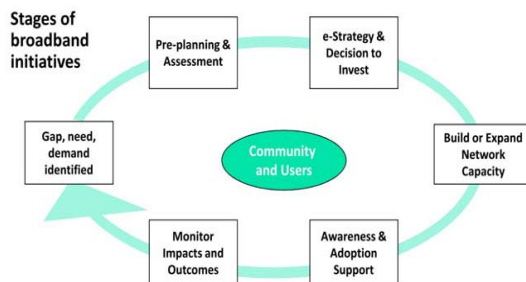 Stages of
broadband
initiatives
Pre-planning &
Assessment
e-Strategy &
Decision to
Invest
Gap, need,
demand
identified
Community
and Users
Build or Expand
Network
Capacity
Monitor
Impacts and
Outcomes
Awareness &
Adoption
Support